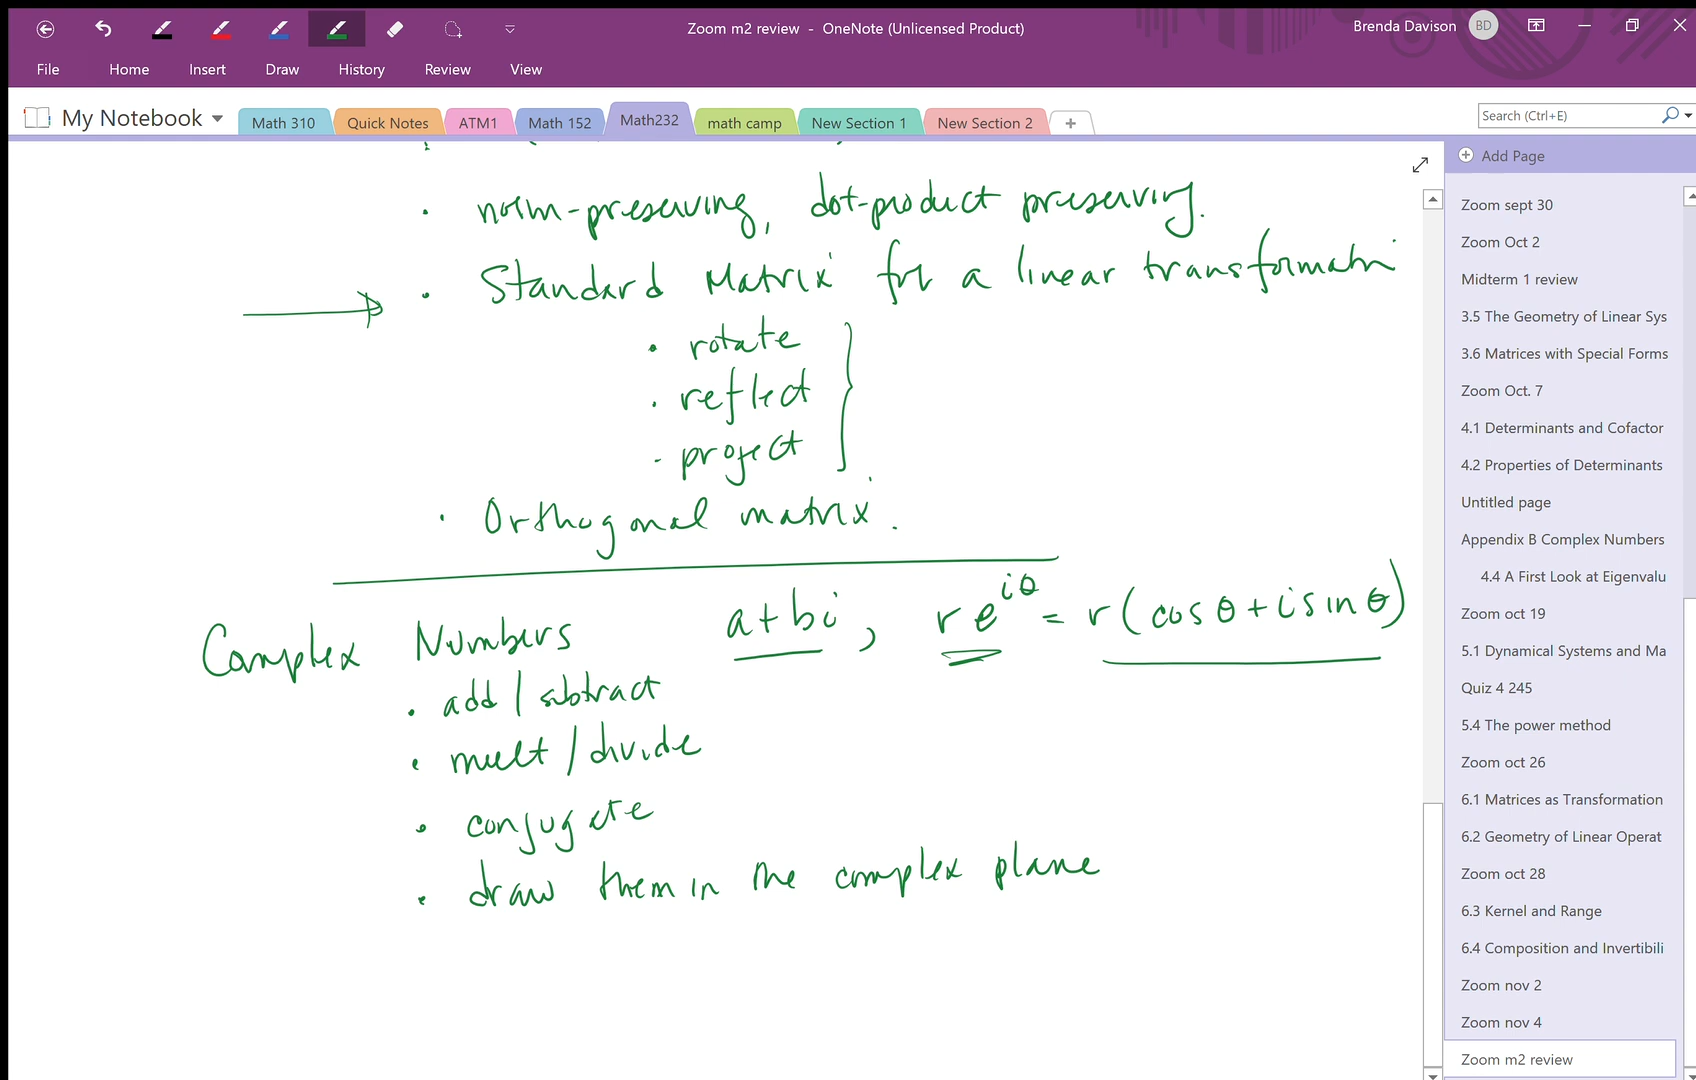 Zoom m2 review - OneNote (Unlicensed Product)
Brenda Davison BD
File Home Insert Draw History Review View
My Notebook
Math 310 Quick Notes ATM1 Math 152 Math232 math camp New Section 1 New Section 2 +
Search (Ctrl+E)
Add Page
· norm-preserving, dot-product preserving.
· Standard Matrix for a linear transformatn
· rotate
· reflect
· project
· Orthogonal matrix.
Complex Numbers a+bi, re^{iθ} = r(cosθ+isinθ)
· add/subtract
· mult/divide
· conjugate
· draw them in the complex plane
Zoom sept 30
Zoom Oct 2
Midterm 1 review
3.5 The Geometry of Linear Sys
3.6 Matrices with Special Forms
Zoom Oct. 7
4.1 Determinants and Cofactor
4.2 Properties of Determinants
Untitled page
Appendix B Complex Numbers
4.4 A First Look at Eigenvalu
Zoom oct 19
5.1 Dynamical Systems and Ma
Quiz 4 245
5.4 The power method
Zoom oct 26
6.1 Matrices as Transformation
6.2 Geometry of Linear Operat
Zoom oct 28
6.3 Kernel and Range
6.4 Composition and Invertibili
Zoom nov 2
Zoom nov 4
Zoom m2 review